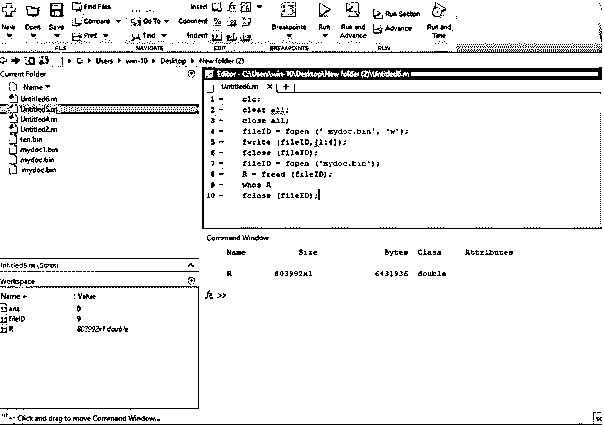 Insert fx
Find Files
Compare Go To Comment
New Open Save Print Find Indent Breakpoints Run Run and Advance Run Section Advance Run and Time
FILE NAVIGATE EDIT BREAKPOINTS RUN
C: Users win-10 Desktop New folder (2)
Current Folder
Name
Untitled6.m
Untitled5.m
Untitled4.m
Untitled2.m
ten.bin
mydoc1.bin
my.doc.bin
mydoc.bin
Editor - C:\Users\win-10\Desktop\New folder (2)\Untitled6.m
Untitled6.m × +
1 - clc;
2 - clear all;
3 - close all;
4 - fileID = fopen (' mydoc.bin', 'w');
5 - fwrite (fileID,[1:4]);
6 - fclose (fileID);
7 - fileID = fopen ('mydoc.bin');
8 - R = fread (fileID);
9 - whos R
10 - fclose (fileID);
Command Window
Name Size Bytes Class Attributes
R 803992x1 6431936 double
fx >>
Untitled6.m (Script)
Workspace
Name Value
ans 0
fileID 9
R 803992x1 double
Click and drag to move Command Window...